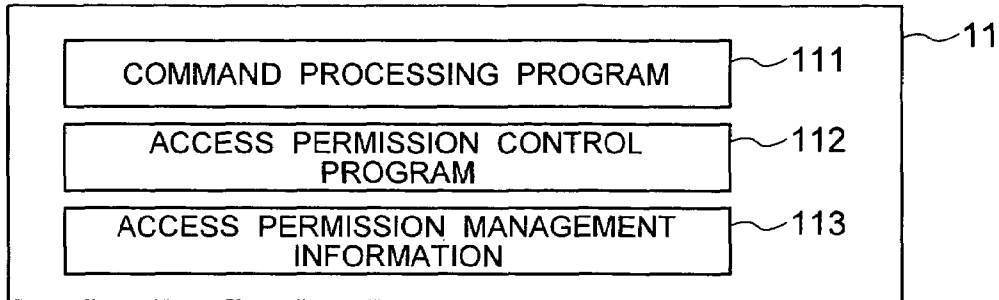 11
COMMAND PROCESSING PROGRAM
111
ACCESS PERMISSION CONTROL
PROGRAM
112
ACCESS PERMISSION MANAGEMENT
INFORMATION
113